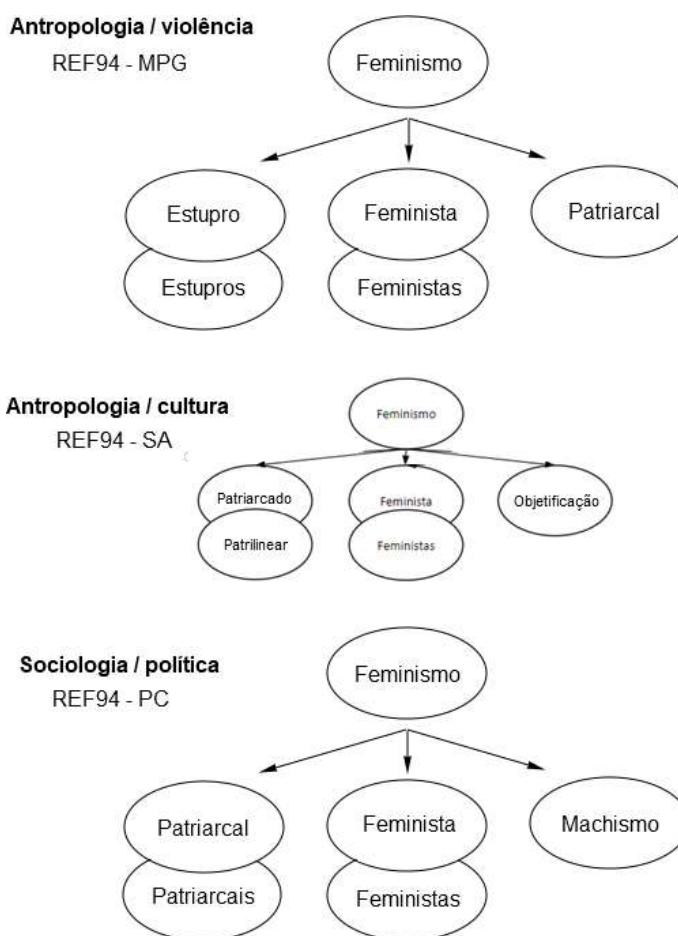 Antropologia / violência
REF94 - MPG
Feminismo
Estupro
Feminista
Patriarcal
Estupros
Feministas
Antropologia / cultura
REF94 - SA
Feminismo
Patriarcado
Feminista
Objetificação
Patrilinear
Feministas
Sociologia / política
REF94 - PC
Feminismo
Patriarcal
Feminista
Machismo
Patriarcais
Feministas